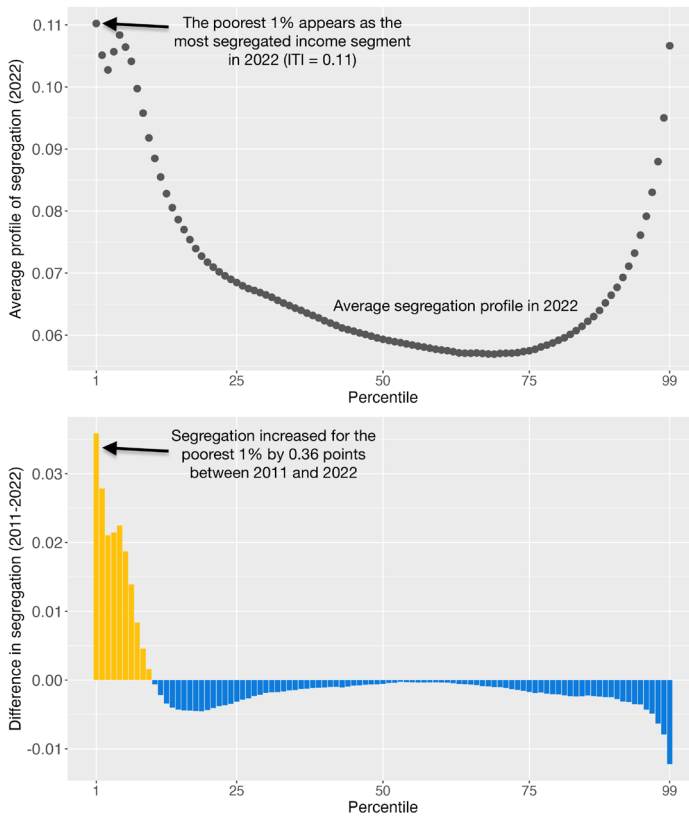 The poorest 1% appears as the
most segregated income segment
in 2022 (ITI = 0.11)
Average profile of segregation (2022)
0.11
0.10
0.09
0.08
0.07
0.06
Average segregation profile in 2022
1
25
50
75
99
Percentile
Segregation increased for the
poorest 1% by 0.36 points
between 2011 and 2022
Difference in segregation (2011-2022)
0.03
0.02
0.01
0.00
-0.01
1
25
50
75
99
Percentile